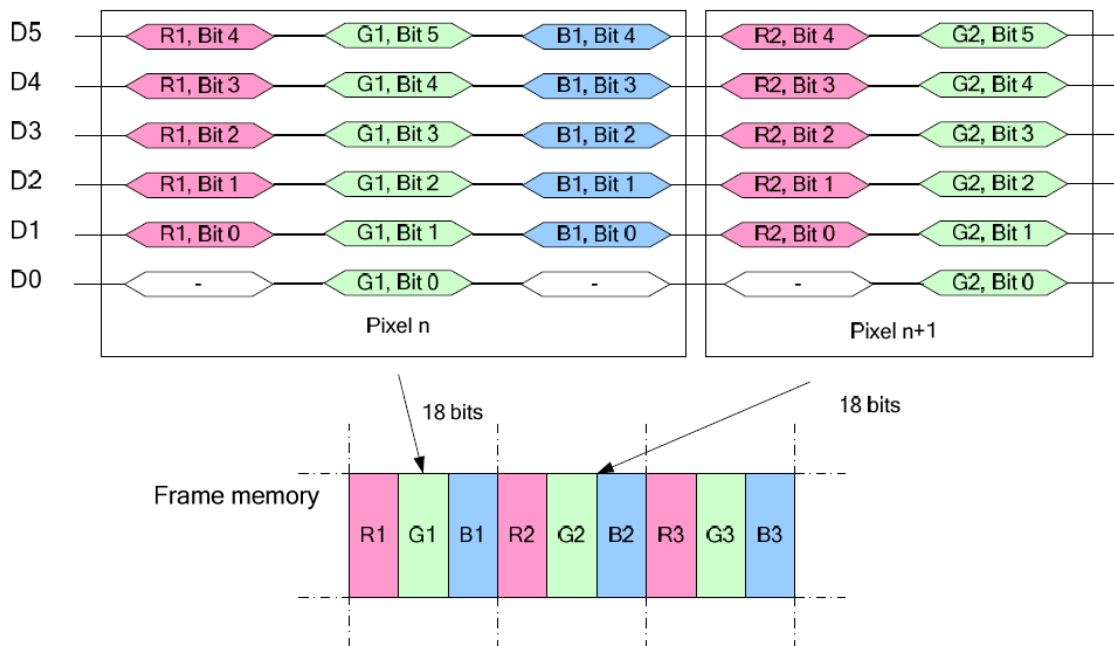 D5 R1, Bit 4 G1, Bit 5 B1, Bit 4 R2, Bit 4 G2, Bit 5
D4 R1, Bit 3 G1, Bit 4 B1, Bit 3 R2, Bit 3 G2, Bit 4
D3 R1, Bit 2 G1, Bit 3 B1, Bit 2 R2, Bit 2 G2, Bit 3
D2 R1, Bit 1 G1, Bit 2 B1, Bit 1 R2, Bit 1 G2, Bit 2
D1 R1, Bit 0 G1, Bit 1 B1, Bit 0 R2, Bit 0 G2, Bit 1
D0 - G1, Bit 0 - - G2, Bit 0
Pixel n Pixel n+1
18 bits 18 bits
Frame memory
R1 G1 B1 R2 G2 B2 R3 G3 B3